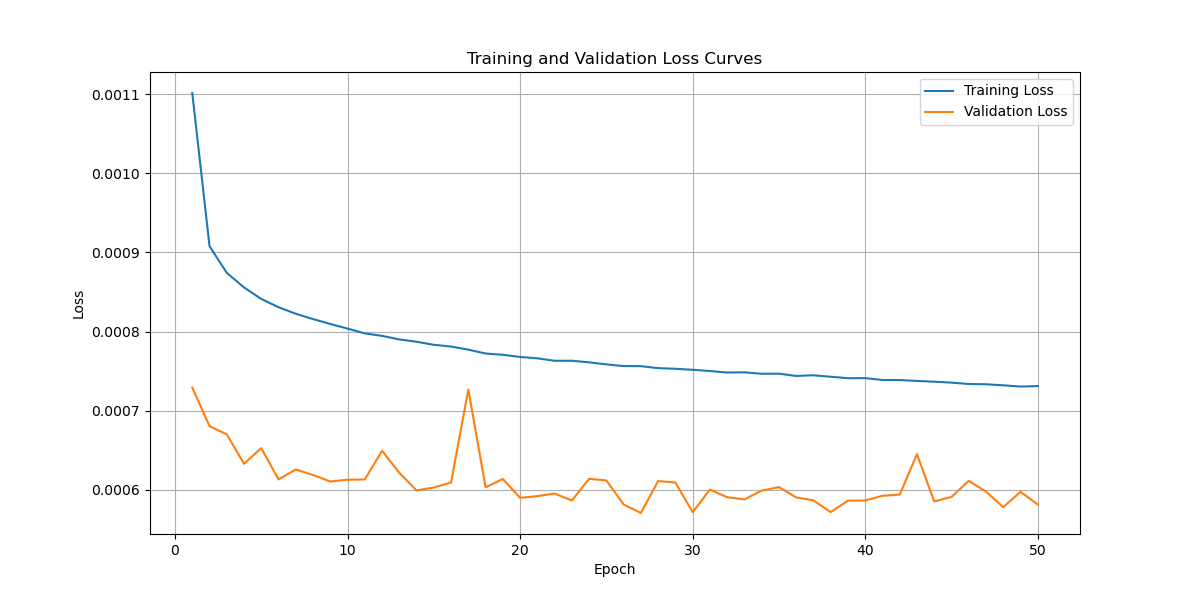 Training and Validation Loss Curves
Training Loss
Validation Loss
0.0011
0.0010
0.0009
0.0008
0.0007
0.0006
Loss
0 10 20 30 40 50
Epoch